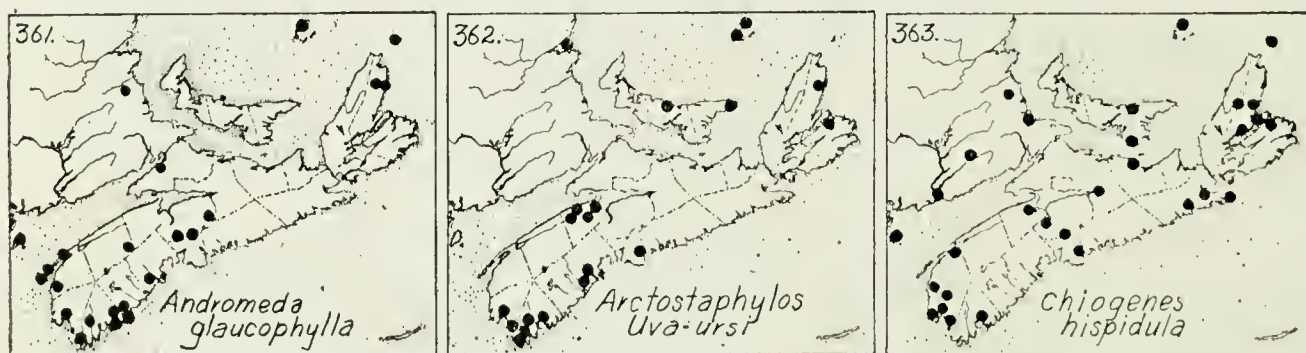 361.
Andromeda
glaucophylla
362.
Arctostaphylos
Uva-ursi
363.
Chiogenes
hispidula